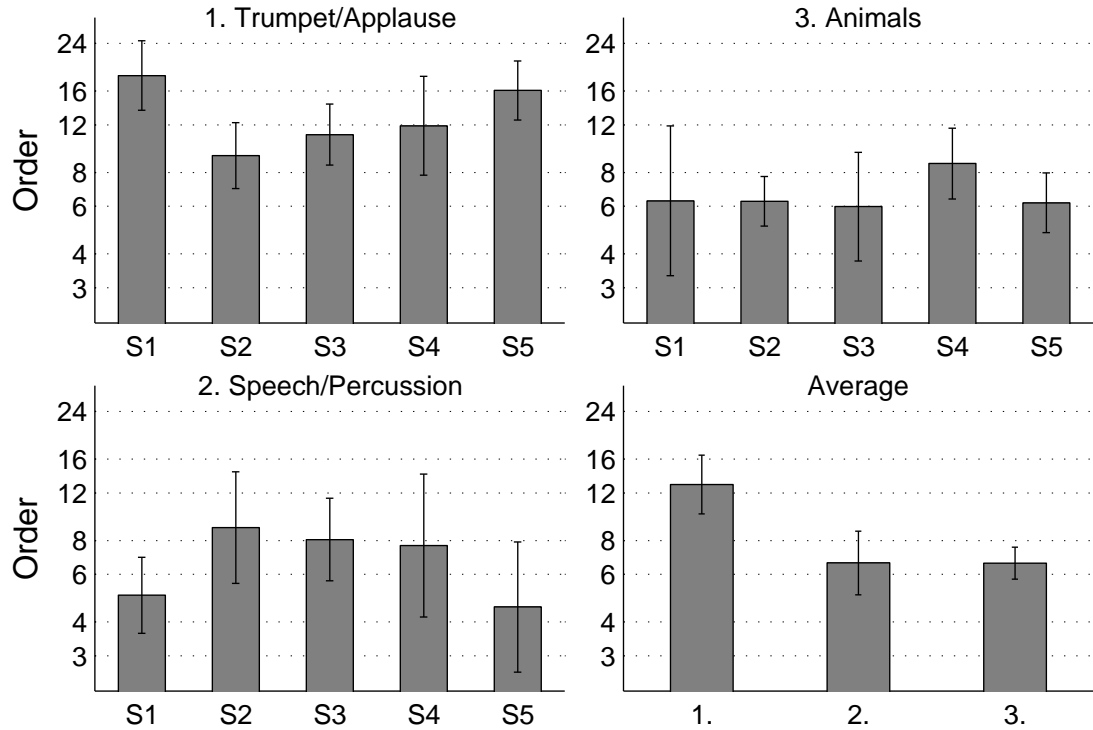 1. Trumpet/Applause
Order
24
16
12
8
6
4
3
S1 S2 S3 S4 S5
3. Animals
24
16
12
8
6
4
3
S1 S2 S3 S4 S5
2. Speech/Percussion
Order
24
16
12
8
6
4
3
S1 S2 S3 S4 S5
Average
24
16
12
8
6
4
3
1. 2. 3.